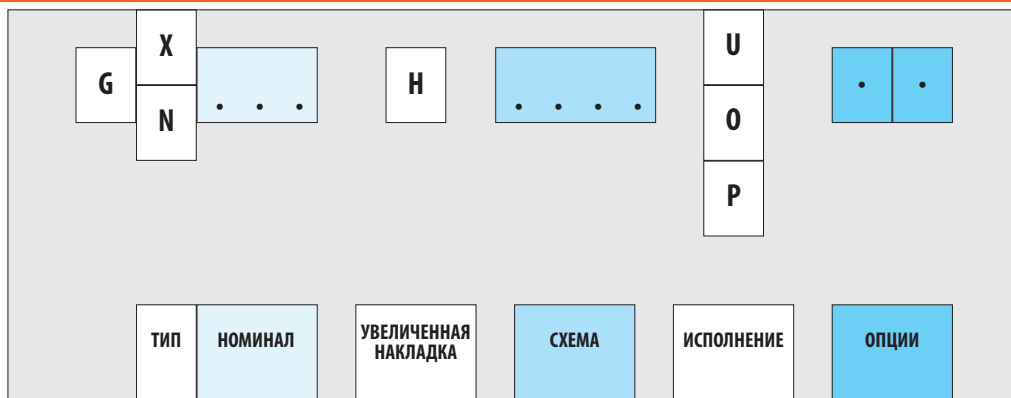 X
G
N
. . .
H
. . . .
U
O
P
. .
ТИП
НОМИНАЛ
УВЕЛИЧЕННАЯ
НАКЛАДКА
СХЕМА
ИСПОЛНЕНИЕ
ОПЦИИ